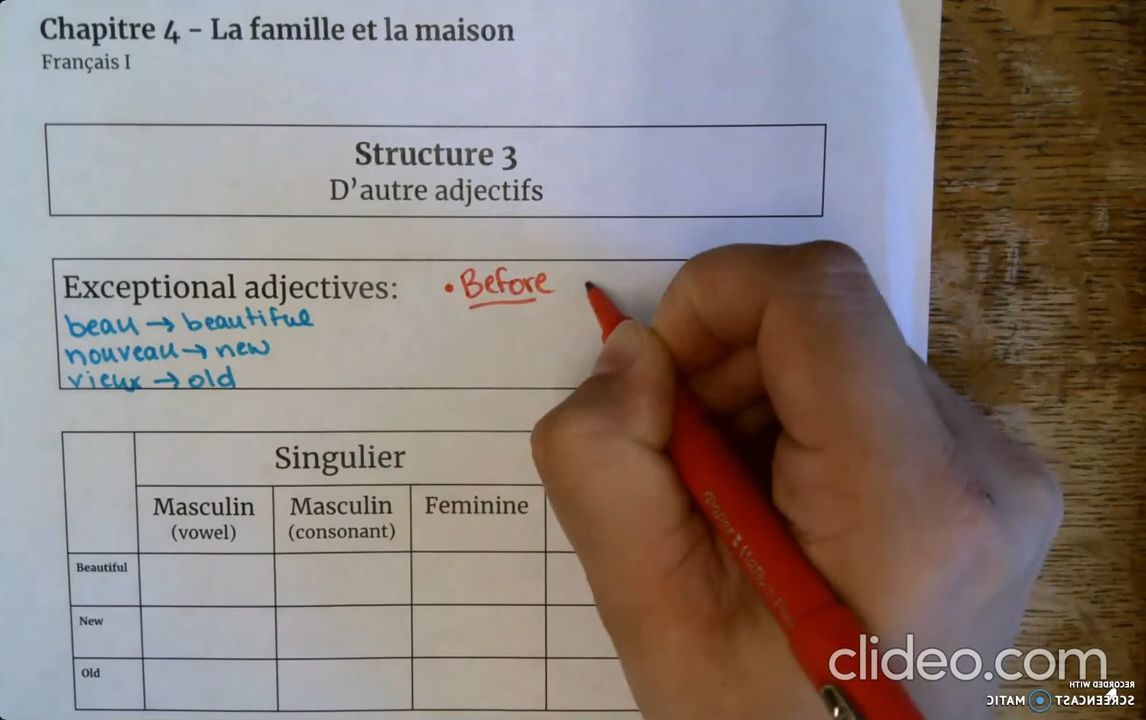 Chapitre 4 - La famille et la maison
Français I
Structure 3
D'autre adjectifs
Exceptional adjectives:
• Before
beau → beautiful
nouveau → new
vieux → old
Singulier
Masculin
(vowel)
Masculin
(consonant)
Feminine
Beautiful
New
Old
clideo.com
RECORDED WITH
SCREENCAST MATIC